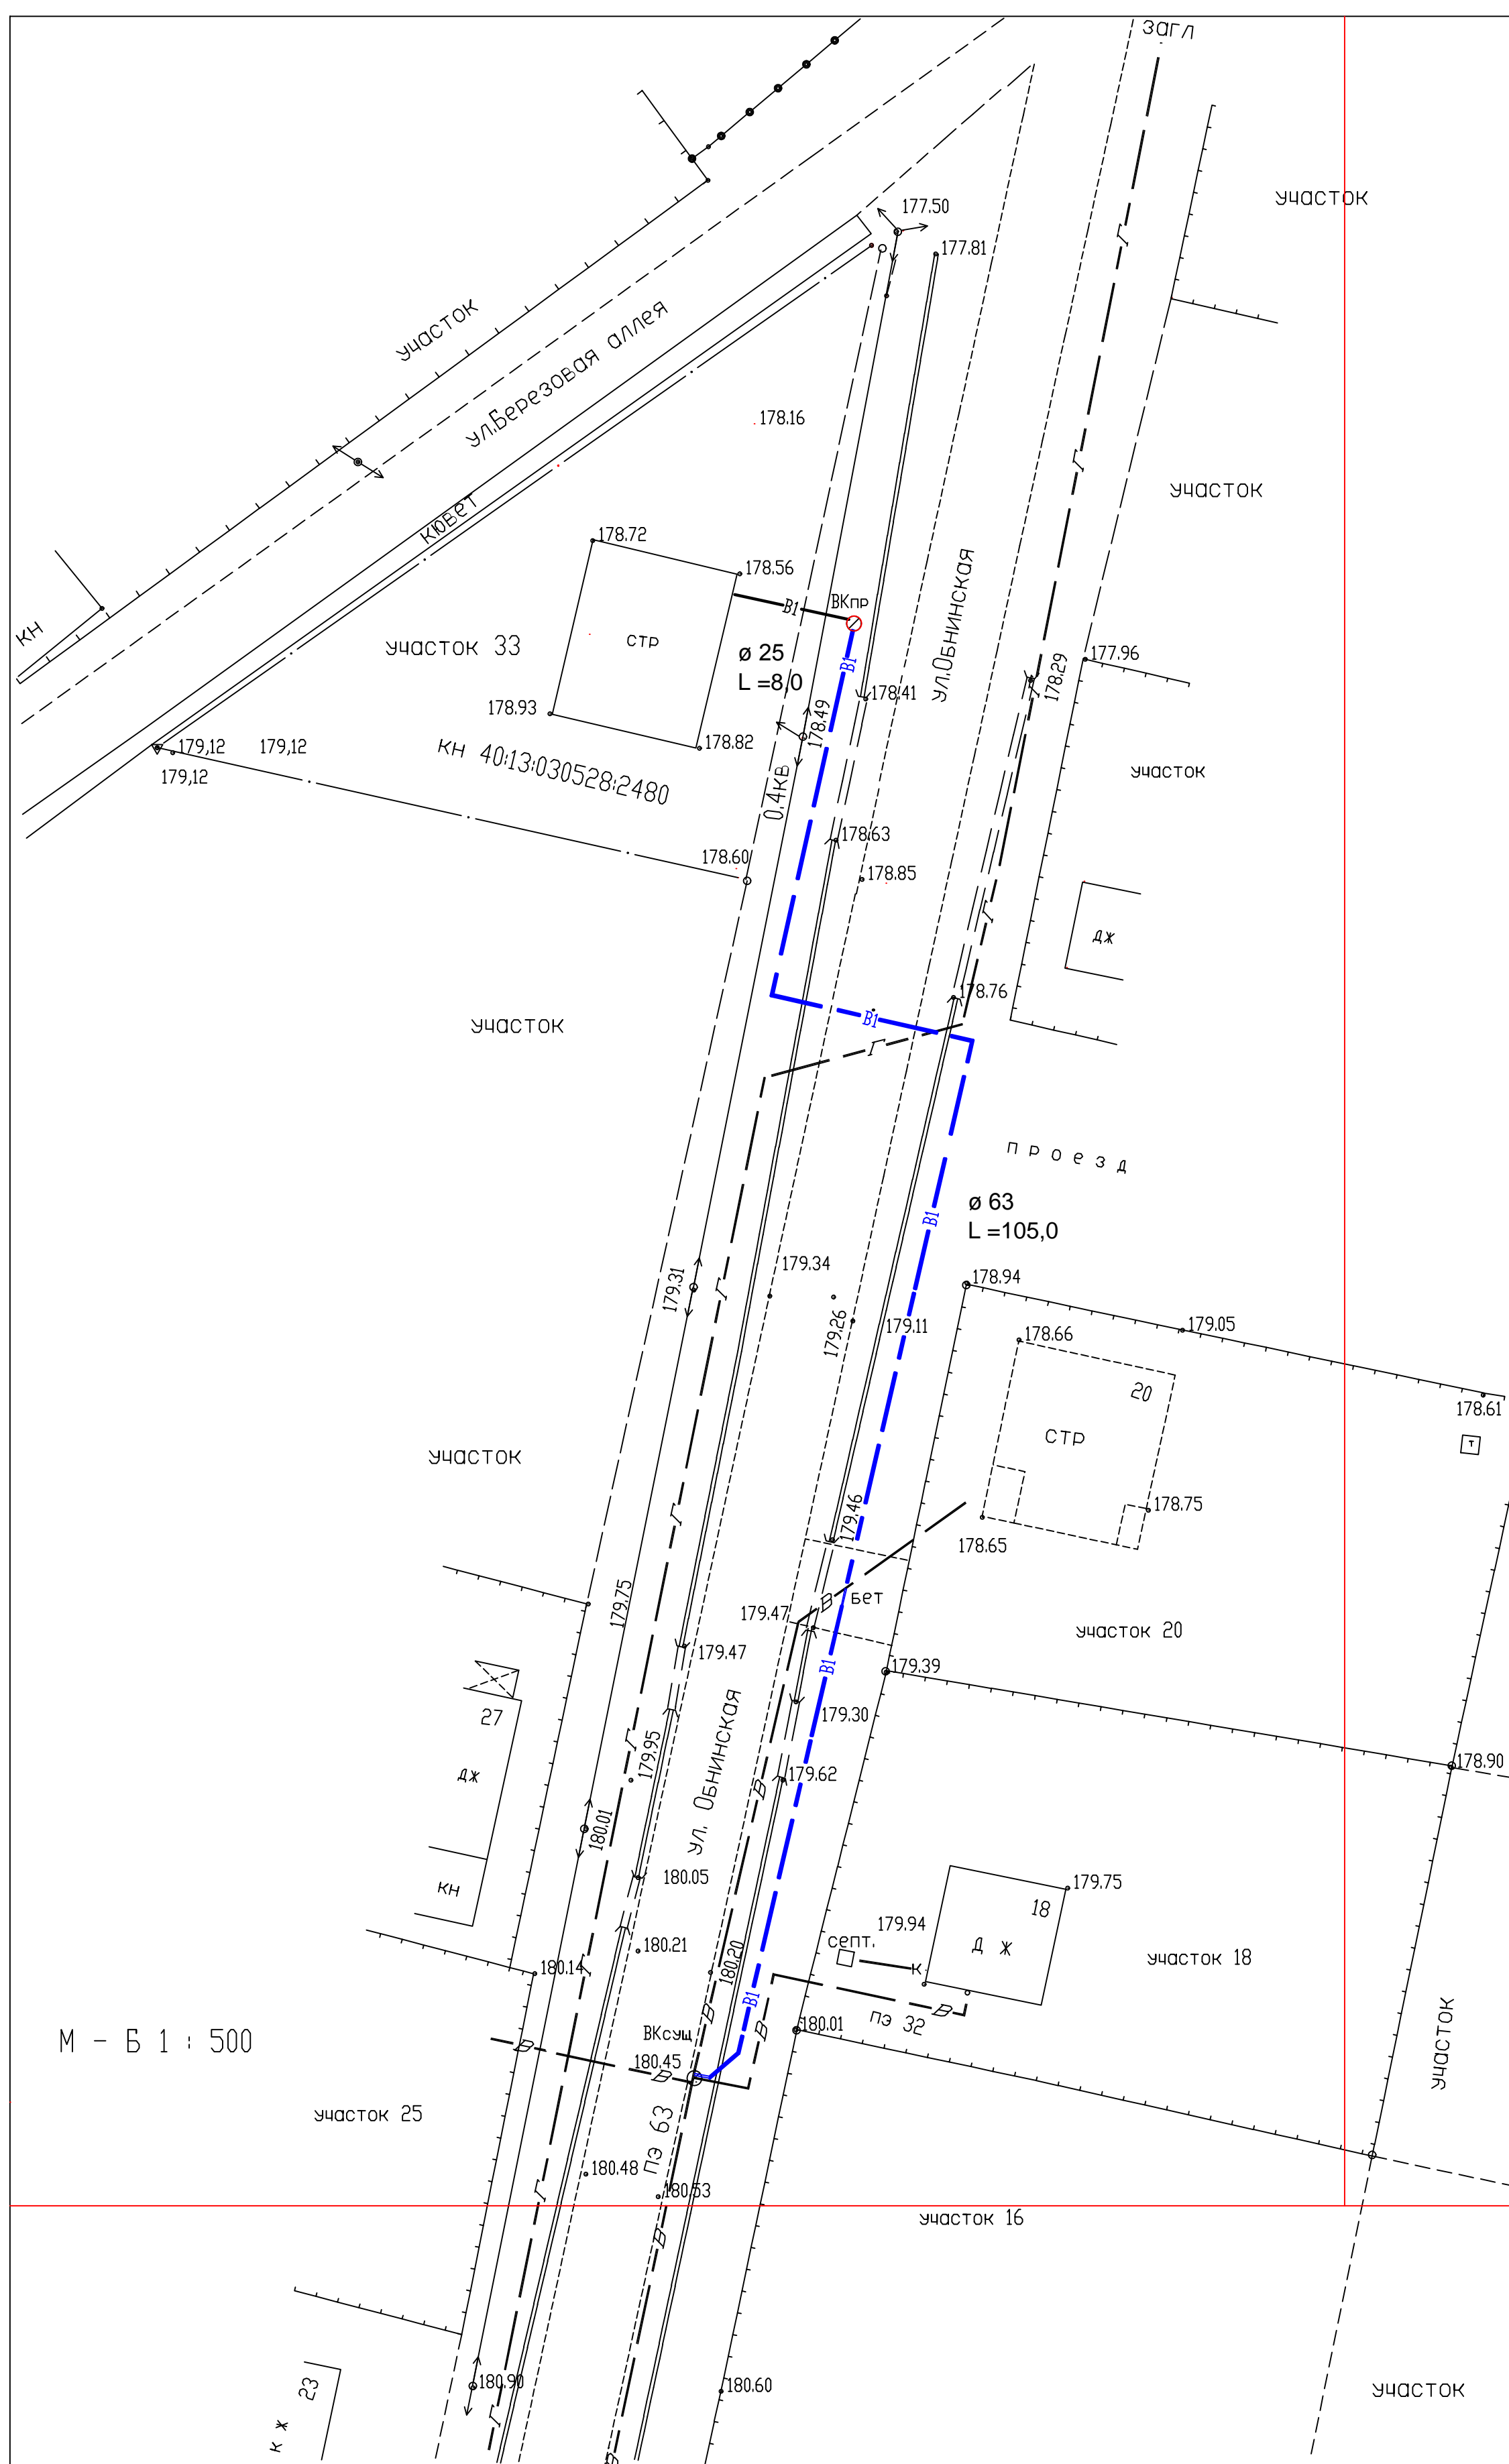 загл
участок
177.50
177.81
участок
ул.Березовая аллея
178.16
участок
кювет
178.72
178.56
В1
ВКпр
ул.Обнинская
кн
участок 33
стр
ø 25
L =8,0
В1
177.96
178.29
178.93
178.41
178.49
178.82
179,12
179,12
179,12
кн 40:13:030528:2480
0.4кв
участок
178.63
178.60
178.85
дж
178.76
участок
В1
Г
проезд
ø 63
L =105,0
В1
179.34
178.94
179.31
179.26
179.11
179.05
178.66
20
178.61
т
стр
участок
179.46
178.75
178.65
179.75
179.47
В
бет
участок 20
179.47
В1
179.39
27
179.30
179.95
ул. Обнинская
дж
179.62
В
178.90
180.01
180.05
179.75
18
кн
179.94
180.21
180.20
септ.
к
д ж
участок 18
180.14
В1
В
пэ 32
М - Б 1 : 500
ВКсущ
180.01
180.45
В
В
участок
участок 25
пэ 63
180.48
180.53
участок 16
В
180.90
180.60
участок
23
к ж